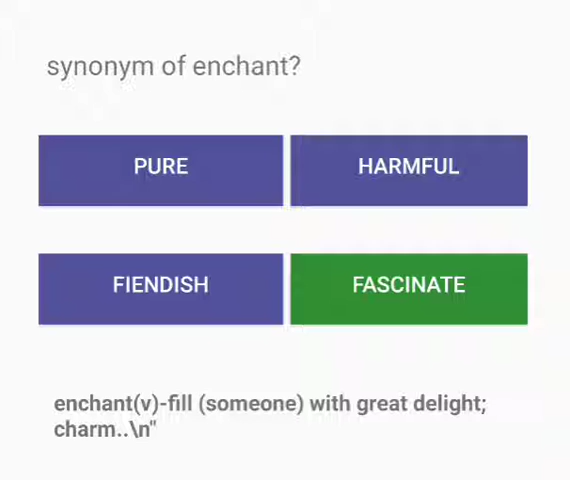 synonym of enchant?
PURE
HARMFUL
FIENDISH
FASCINATE
enchant(v)-fill (someone) with great delight;
charm..\n"